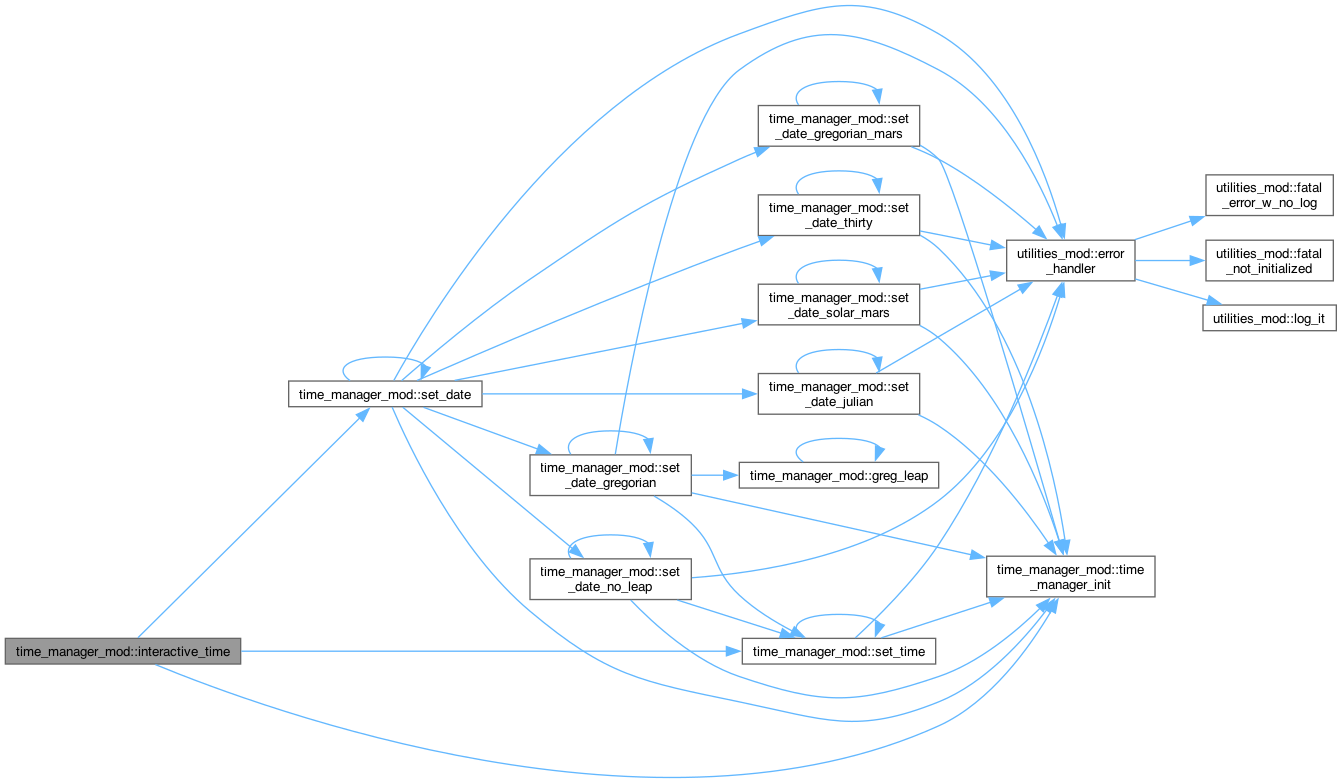 time_manager_mod::interactive_time
time_manager_mod::set_date
time_manager_mod::set
_date_gregorian
time_manager_mod::set
_date_no_leap
time_manager_mod::set
_date_gregorian_mars
time_manager_mod::set
_date_thirty
time_manager_mod::set
_date_solar_mars
time_manager_mod::set
_date_julian
time_manager_mod::greg_leap
time_manager_mod::set_time
utilities_mod::error
_handler
time_manager_mod::time
_manager_init
utilities_mod::fatal
_error_w_no_log
utilities_mod::fatal
_not_initialized
utilities_mod::log_it